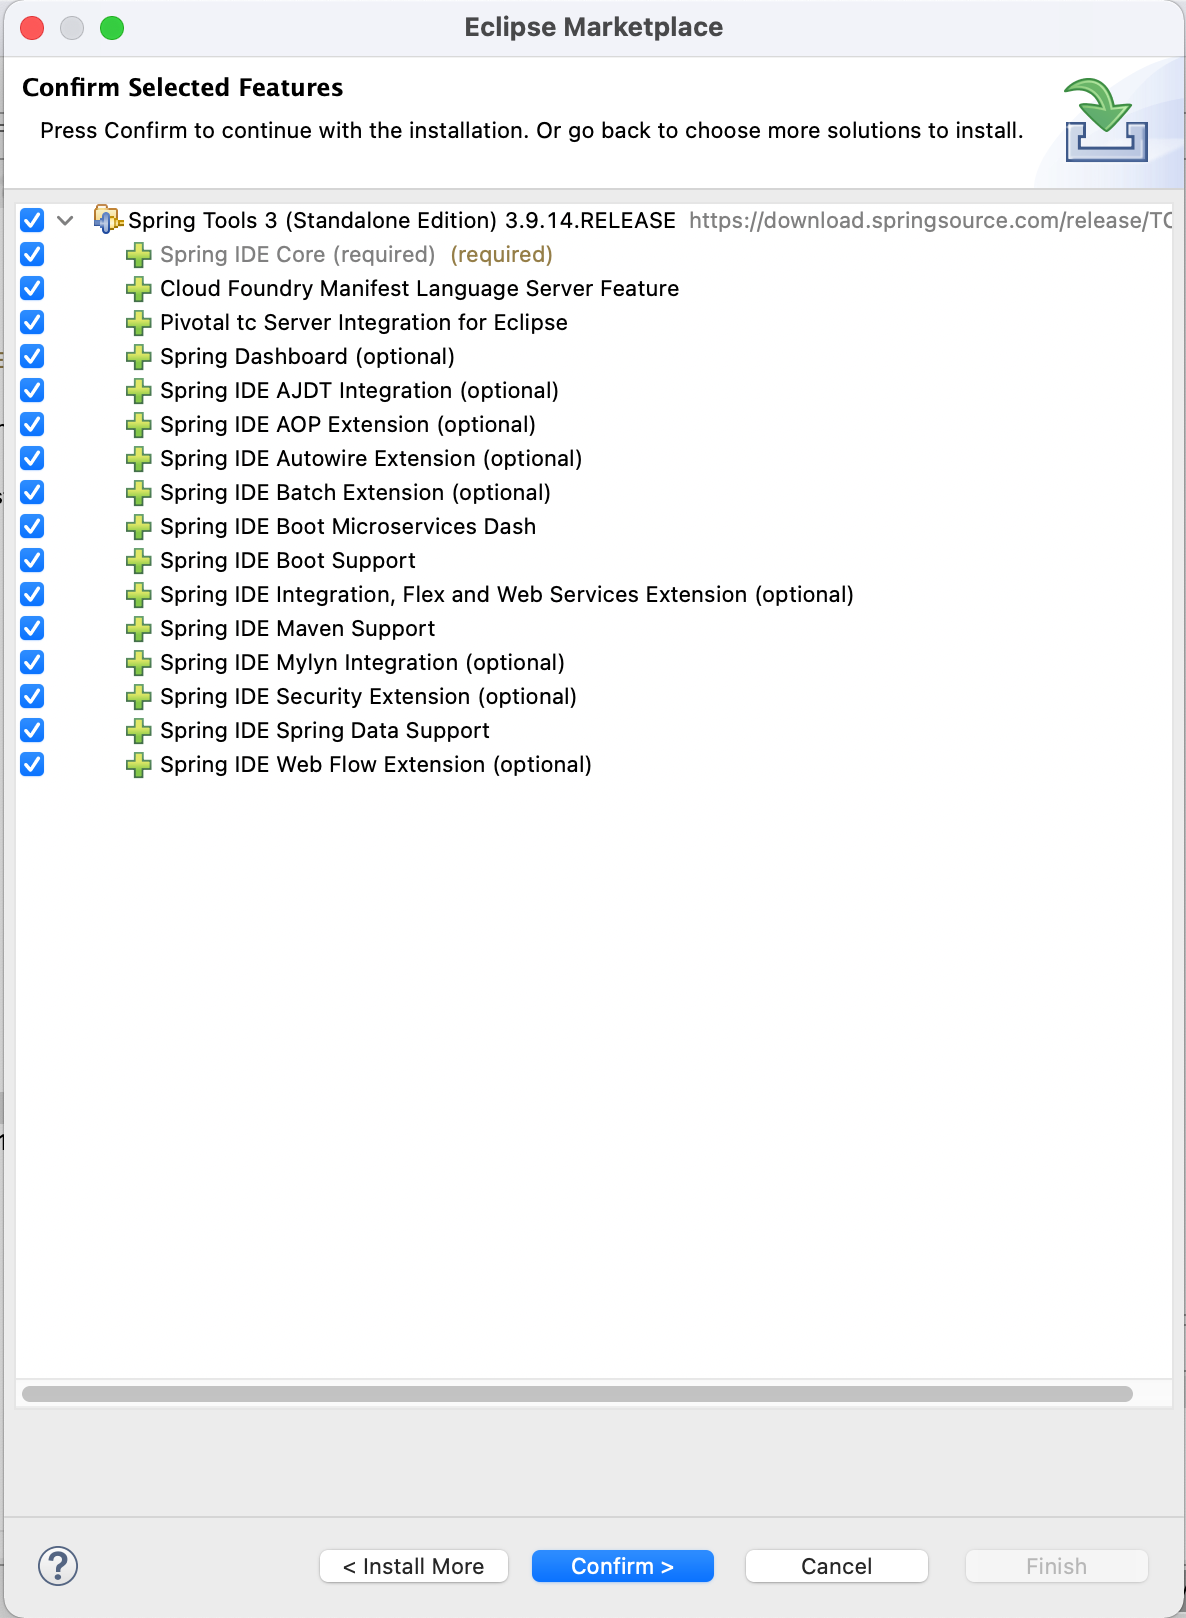 Eclipse Marketplace
Confirm Selected Features
Press Confirm to continue with the installation. Or go back to choose more solutions to install.
Spring Tools 3 (Standalone Edition) 3.9.14.RELEASE https://download.springsource.com/release/TC
Spring IDE Core (required) (required)
Cloud Foundry Manifest Language Server Feature
Pivotal tc Server Integration for Eclipse
Spring Dashboard (optional)
Spring IDE AJDT Integration (optional)
Spring IDE AOP Extension (optional)
Spring IDE Autowire Extension (optional)
Spring IDE Batch Extension (optional)
Spring IDE Boot Microservices Dash
Spring IDE Boot Support
Spring IDE Integration, Flex and Web Services Extension (optional)
Spring IDE Maven Support
Spring IDE Mylyn Integration (optional)
Spring IDE Security Extension (optional)
Spring IDE Spring Data Support
Spring IDE Web Flow Extension (optional)
? < Install More Confirm > Cancel Finish